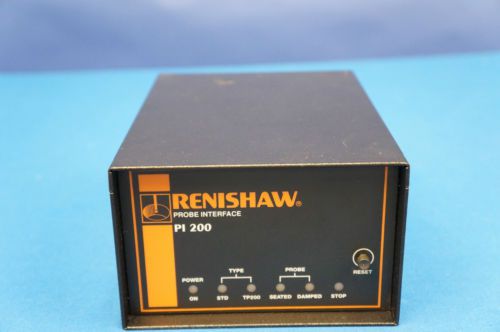 RENISHAW®
PROBE INTERFACE
PI 200
RESET
POWER TYPE PROBE
ON STD TP200 SEATED DAMPED STOP